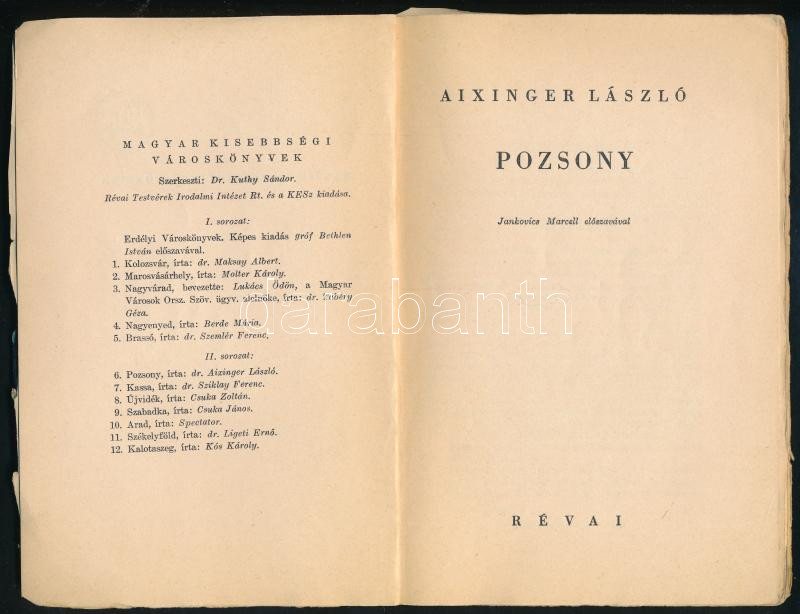 MAGYAR KISEBBSÉGI
VÁROSKÖNYVEK
Szerkeszti: Dr. Kuthy Sándor.
Révai Testvérek Irodalmi Intézet Rt. és a KESz kiadása.
I. sorozat:
Erdélyi Városkönyvek. Képes kiadás gróf Bethlen
István előszavával.
1. Kolozsvár, írta: dr. Maksay Albert.
2. Marosvásárhely, írta: Molter Károly.
3. Nagyvárad, bevezette: Lukács Ödön, a Magyar
Városok Orsz. Szöv. ügyv. alelnöke, írta: dr.
Géza.
4. Nagyenyed, írta: Berde Mária.
5. Brassó, írta: dr. Szemlér Ferenc.
II. sorozat:
6. Pozsony, írta: dr. Aixinger László.
7. Kassa, írta: dr. Sziklay Ferenc.
8. Újvidék, írta: Csuka Zoltán.
9. Szabadka, írta: Csuka János.
10. Arad, írta: Spectator.
11. Székelyföld, írta: dr. Ligeti Ernő.
12. Kalotaszeg, írta: Kós Károly.
AIXINGER LÁSZLÓ
POZSONY
Jankovics Marcell előszavával
RÉVAI
darabanth